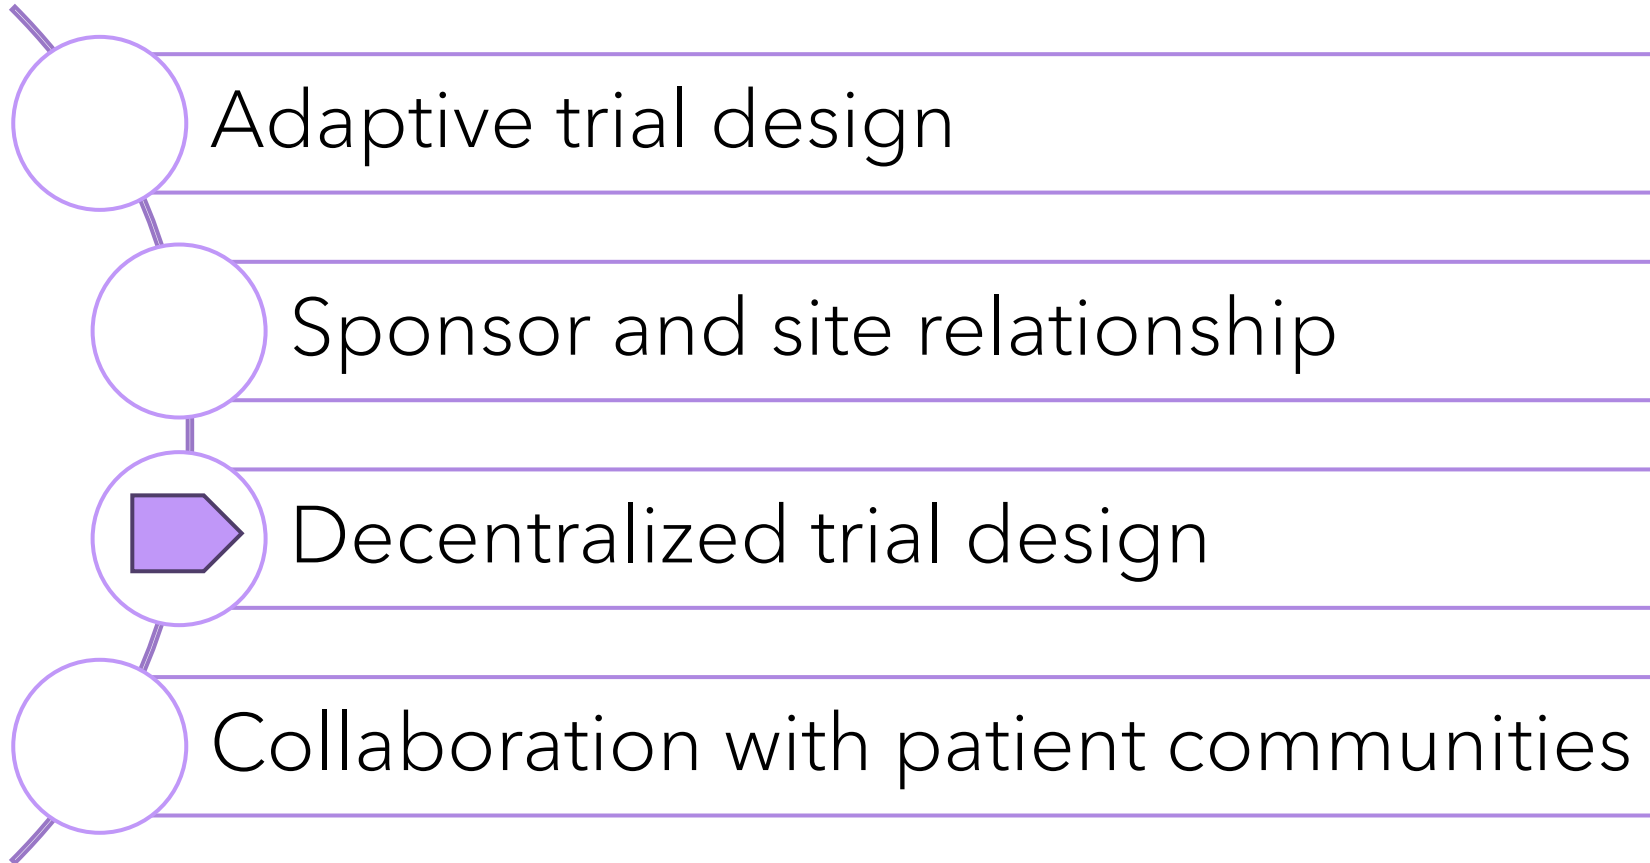 Adaptive trial design
Sponsor and site relationship
Decentralized trial design
Collaboration with patient communities